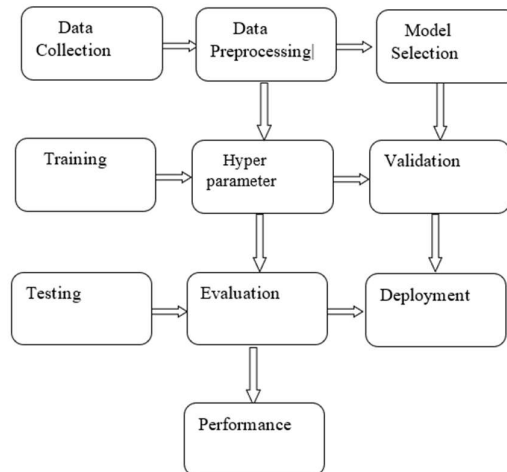 Data
Collection
Data
Preprocessing|
Model
Selection
Training
Hyper
parameter
Validation
Testing
Evaluation
Deployment
Performance